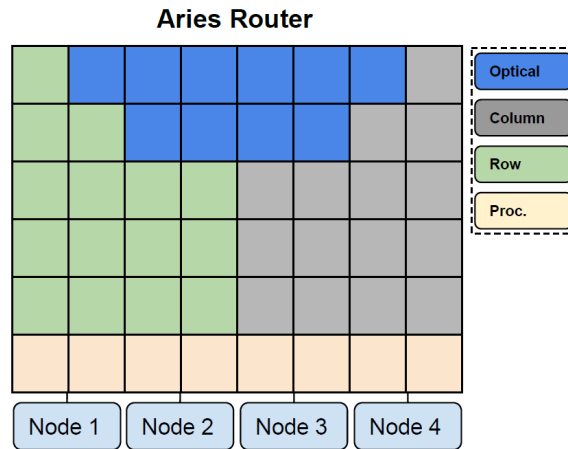 Aries Router
Optical
Column
Row
Proc.
Node 1
Node 2
Node 3
Node 4